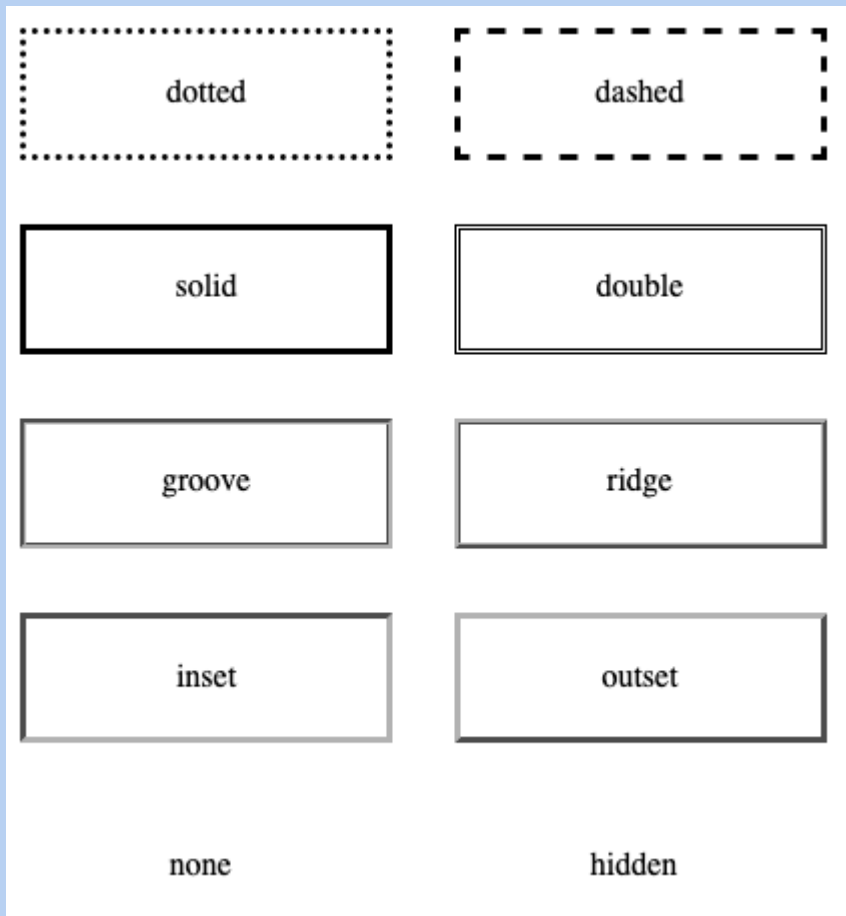 dotted
dashed
solid
double
groove
ridge
inset
outset
none
hidden